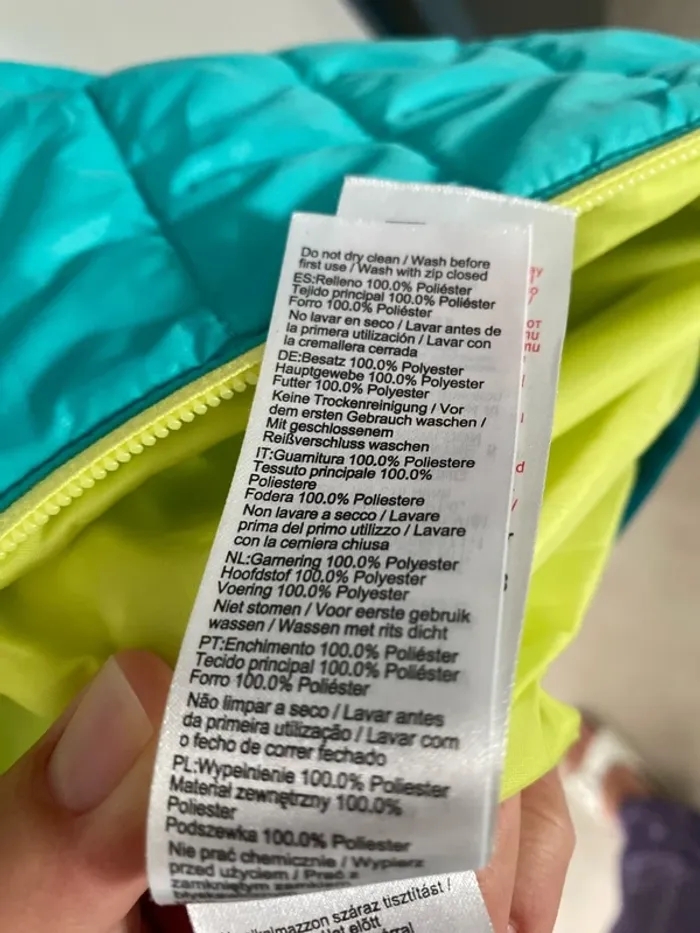 Do not dry clean / Wash before
first use / Wash with zip closed
ES:Relleno 100.0% Poliéster
Tejido principal 100.0% Poliéster
Forro 100.0% Poliéster
No lavar en seco / Lavar antes de
la primera utilización / Lavar con
la cremallera cerrada
DE:Besatz 100.0% Polyester
Hauptgewebe 100.0% Polyester
Futter 100.0% Polyester
Keine Trockenreinigung / Vor
dem ersten Gebrauch waschen /
Mit geschlossenem
Reißverschluss waschen
IT:Guarnitura 100.0% Poliestere
Tessuto principale 100.0%
Poliestere
Fodera 100.0% Poliestere
Non lavare a secco / Lavare
prima del primo utilizzo / Lavare
con la cerniera chiusa
NL:Garnering 100.0% Polyester
Hoofdstof 100.0% Polyester
Voering 100.0% Polyester
Niet stomen / Voor eerste gebruik
wassen / Wassen met rits dicht
PT:Enchimento 100.0% Poliéster
Tecido principal 100.0% Poliéster
Forro 100.0% Poliéster
Não limpar a seco / Lavar antes
da primeira utilização / Lavar com
o fecho de correr fechado
PL:Wypełnienie 100.0% Poliester
Materiał zewnętrzny 100.0%
Poliester
Podszewka 100.0% Poliester
Nie prać chemicznie / Wypierz
przed użyciem / Prać z
zamkniętym
száraz tisztítást /
előtt